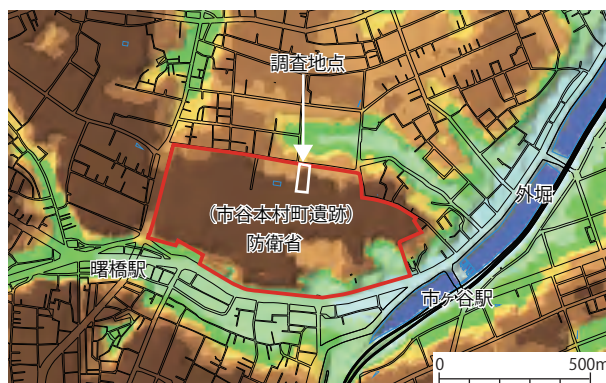 調査地点
(市谷本村町遺跡)
防衛省
外堀
曙橋駅
市ヶ谷駅
0 500m